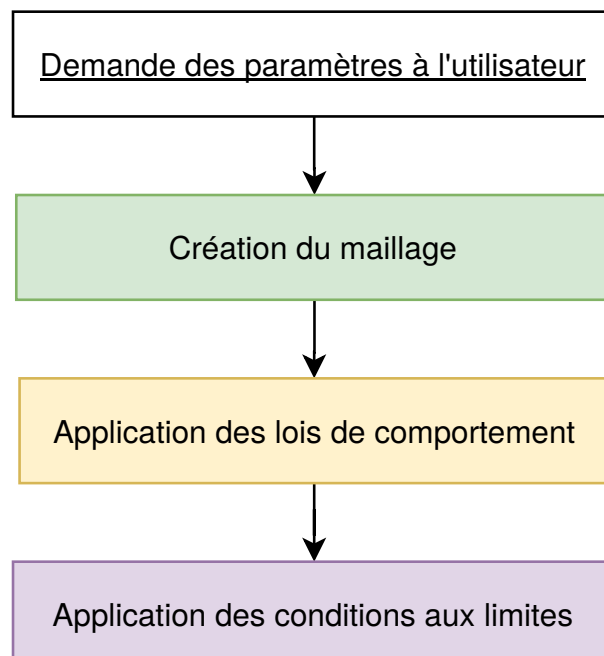 Demande des paramètres à l'utilisateur
Création du maillage
Application des lois de comportement
Application des conditions aux limites